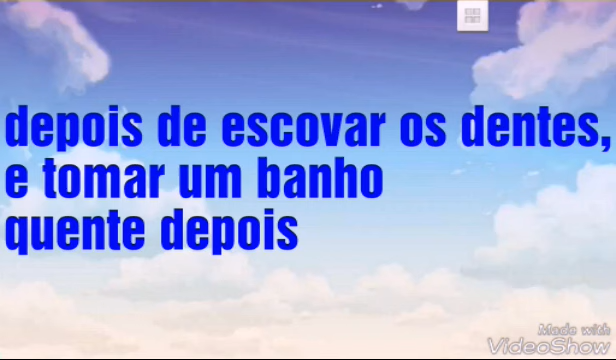 depois de escovar os dentes,
e tomar um banho
quente depois
Made with
VideoShow